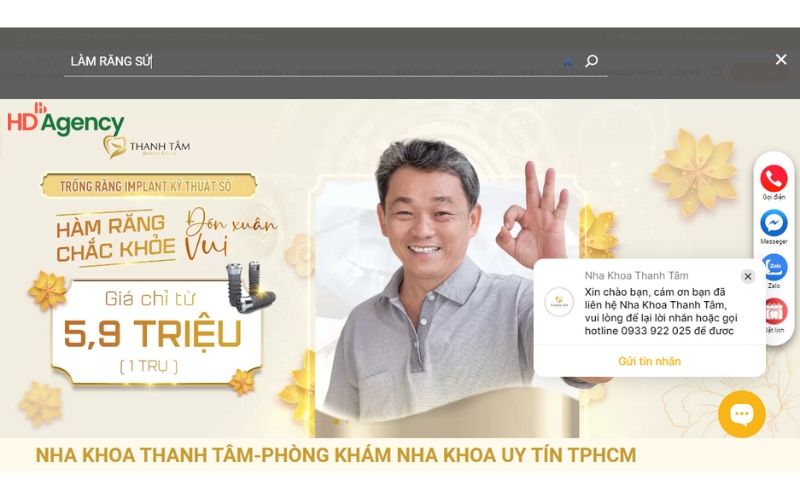 LÀM RĂNG SỨ
HD Agency
THANH TÂM
TRỒNG RĂNG IMPLANT KỸ THUẬT SỐ
HÀM RĂNG
CHẮC KHỎE
Đón xuân
Vui
Giá chỉ từ
5,9 TRIỆU
( 1 TRỤ )
Gọi điện
Messeger
Zalo
Đặt lịch
Nha Khoa Thanh Tâm
Xin chào bạn, cám ơn bạn đã
liên hệ Nha Khoa Thanh Tâm,
vui lòng để lại lời nhắn hoặc gọi
hotline 0933 922 025 để được
Gửi tin nhắn
NHA KHOA THANH TÂM-PHÒNG KHÁM NHA KHOA UY TÍN TPHCM